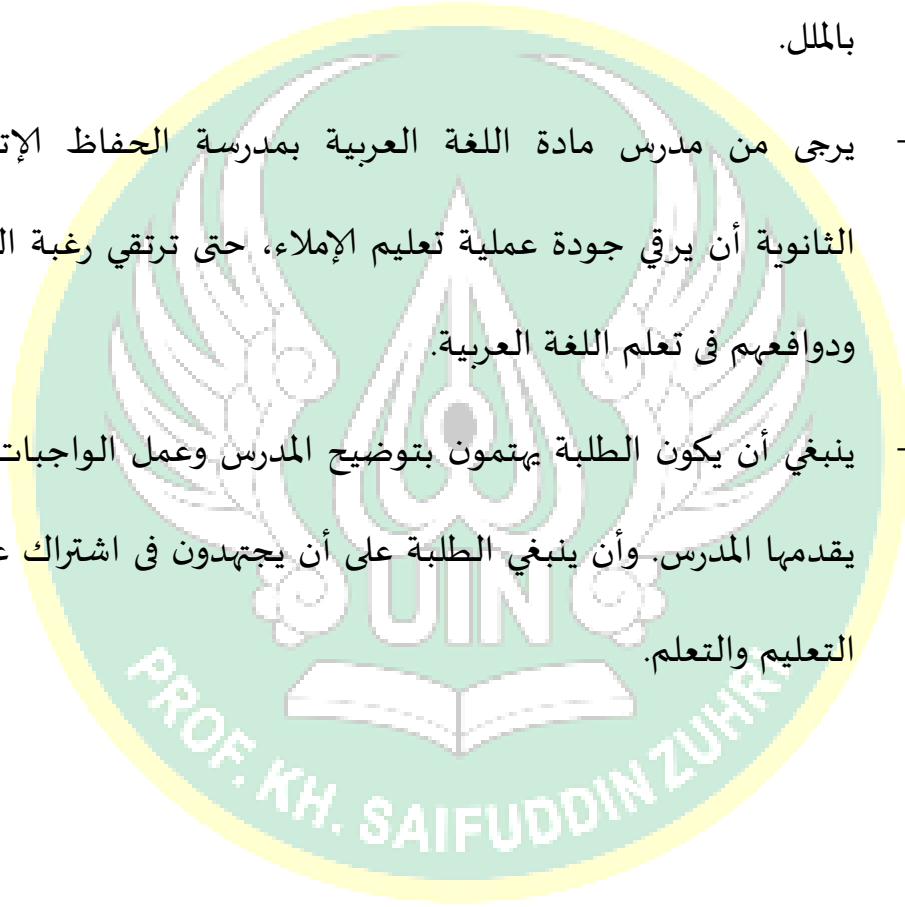 بالملل.
- يرجى من مدرس مادة اللغة العربية بمدرسة الحفاظ
الثانوية أن يرقي جودة عملية تعليم الإملاء، حتى ترتقي رغبة
ودوافعهم فى تعلم اللغة العربية.
- ينبغي أن يكون الطلبة يهتمون بتوضيح المدرس وعمل الواجبات
يقدمها المدرس. وأن ينبغي الطلبة على أن يجتهدون فى اشتراك
التعليم والتعلم.
UIN
PROF. KH. SAIFUDDIN ZUHRI